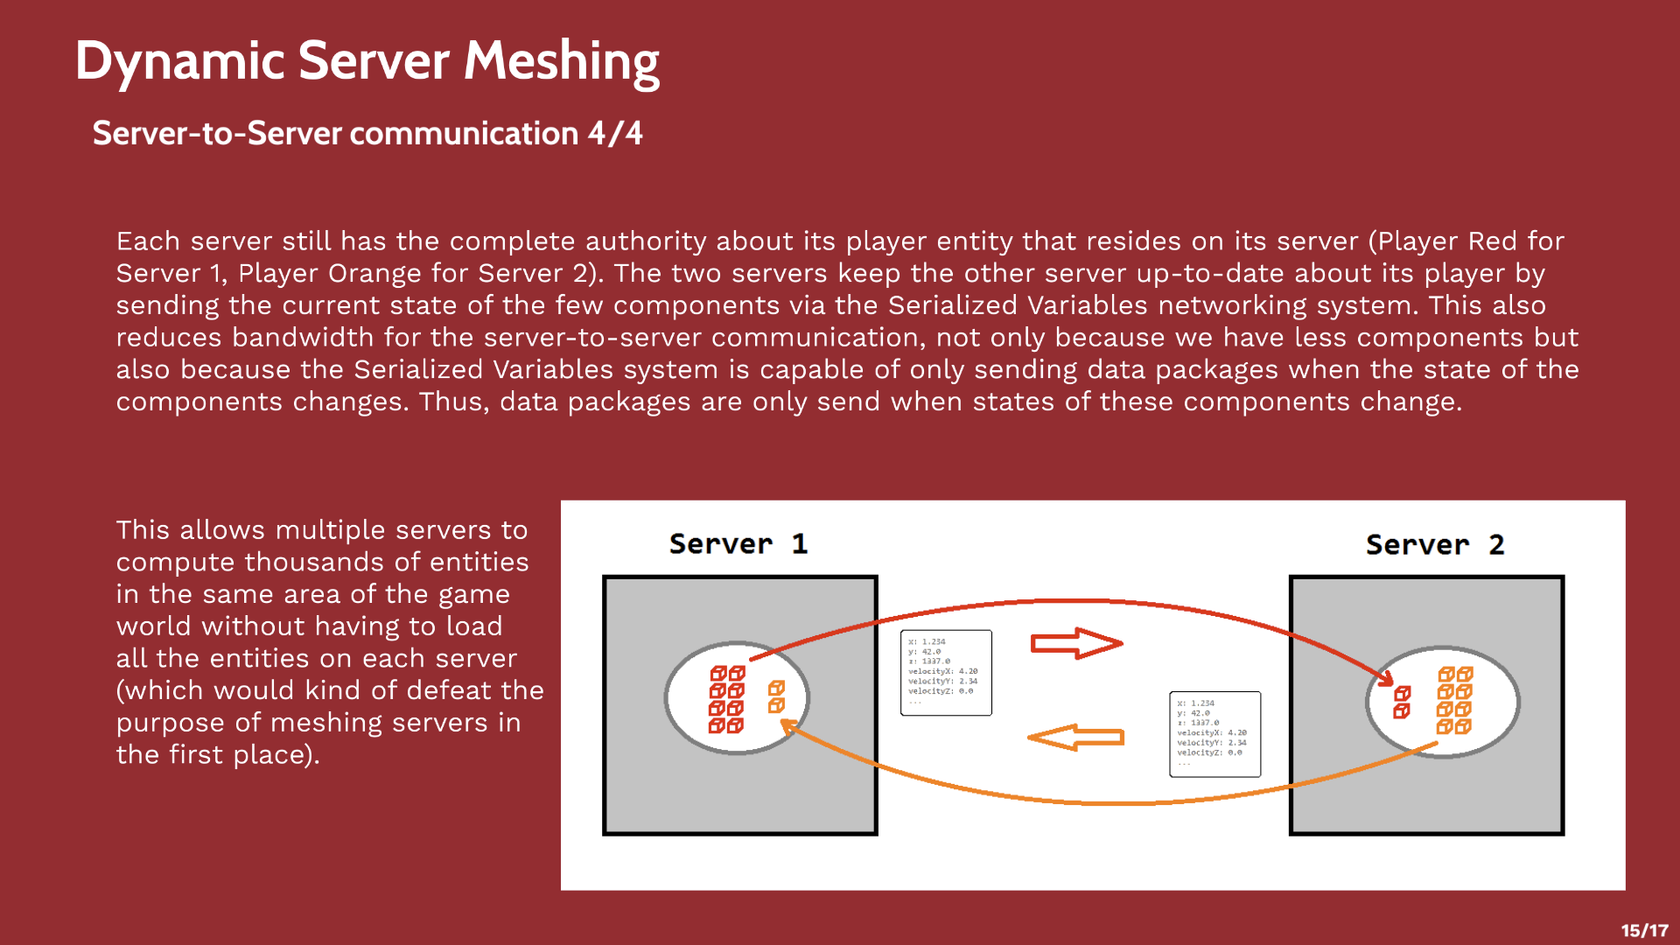 Dynamic Server Meshing
Server-to-Server communication 4/4
Each server still has the complete authority about its player entity that resides on its server (Player Red for
Server 1, Player Orange for Server 2). The two servers keep the other server up-to-date about its player by
sending the current state of the few components via the Serialized Variables networking system. This also
reduces bandwidth for the server-to-server communication, not only because we have less components but
also because the Serialized Variables system is capable of only sending data packages when the state of the
components changes. Thus, data packages are only send when states of these components change.
This allows multiple servers to
compute thousands of entities
in the same area of the game
world without having to load
all the entities on each server
(which would kind of defeat the
purpose of meshing servers in
the first place).
Server 1
Server 2
x: 1.234
y: 42.0
z: 1337.0
velocityX: 4.20
velocityY: 2.34
velocityZ: 0.0
...
x: 1.234
y: 42.0
z: 1337.0
velocityX: 4.20
velocityY: 2.34
velocityZ: 0.0
...
15/17